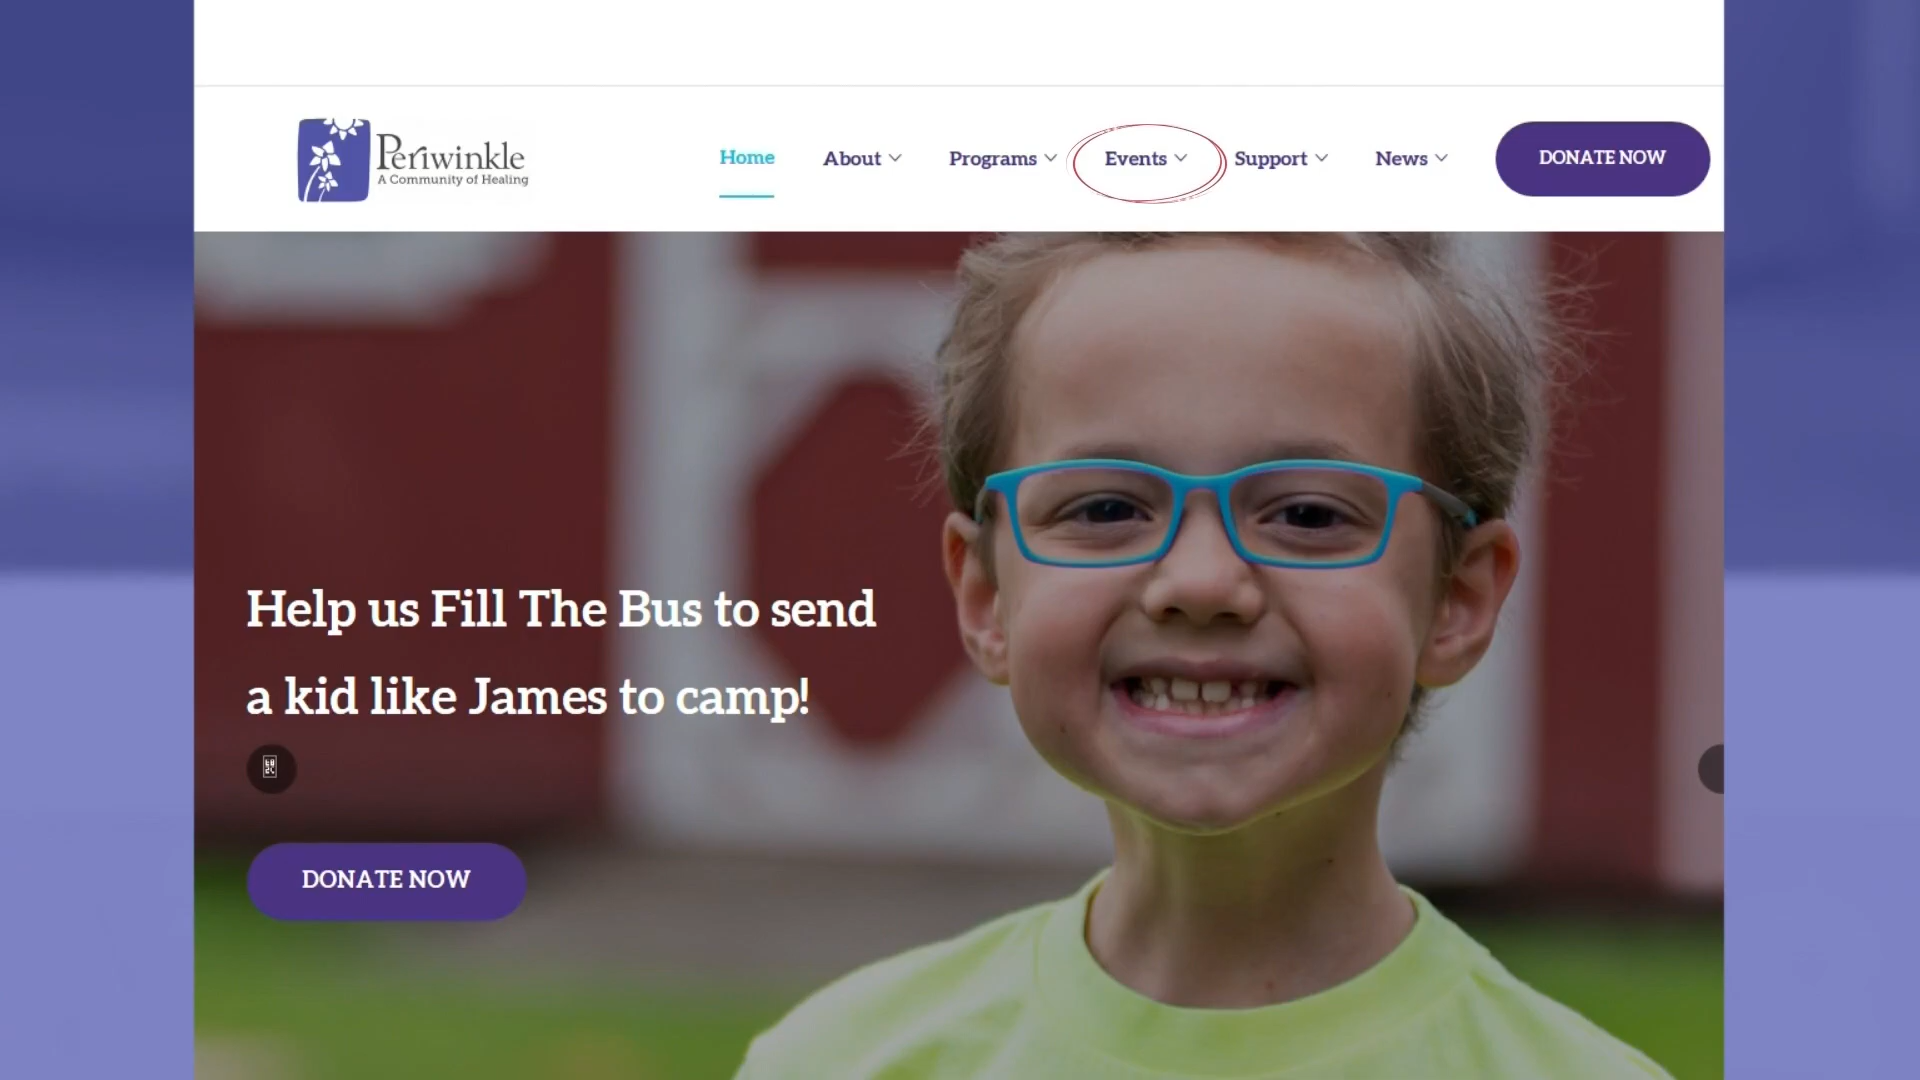 Periwinkle
A Community of Healing
Home
About
Programs
Events
Support
News
DONATE NOW
Help us Fill The Bus to send
a kid like James to camp!
DONATE NOW